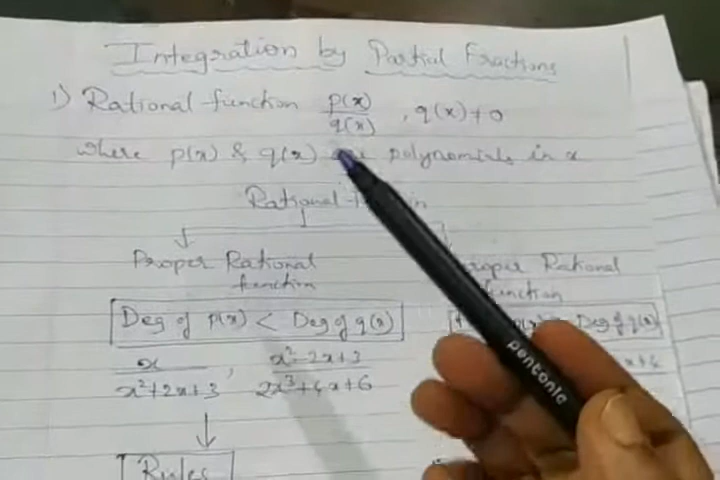 Integration by Partial Fractions
1) Rational function p(x)/q(x) , q(x)≠0
where p(x) & q(x) polynomials in x
Rational
Proper Rational function
Rational function
Deg of p(x) < Deg of q(x)
Deg of q(x)
x/x²+2x+3 , x²-2x+3/2x³+4x+6
Rules
pentonic